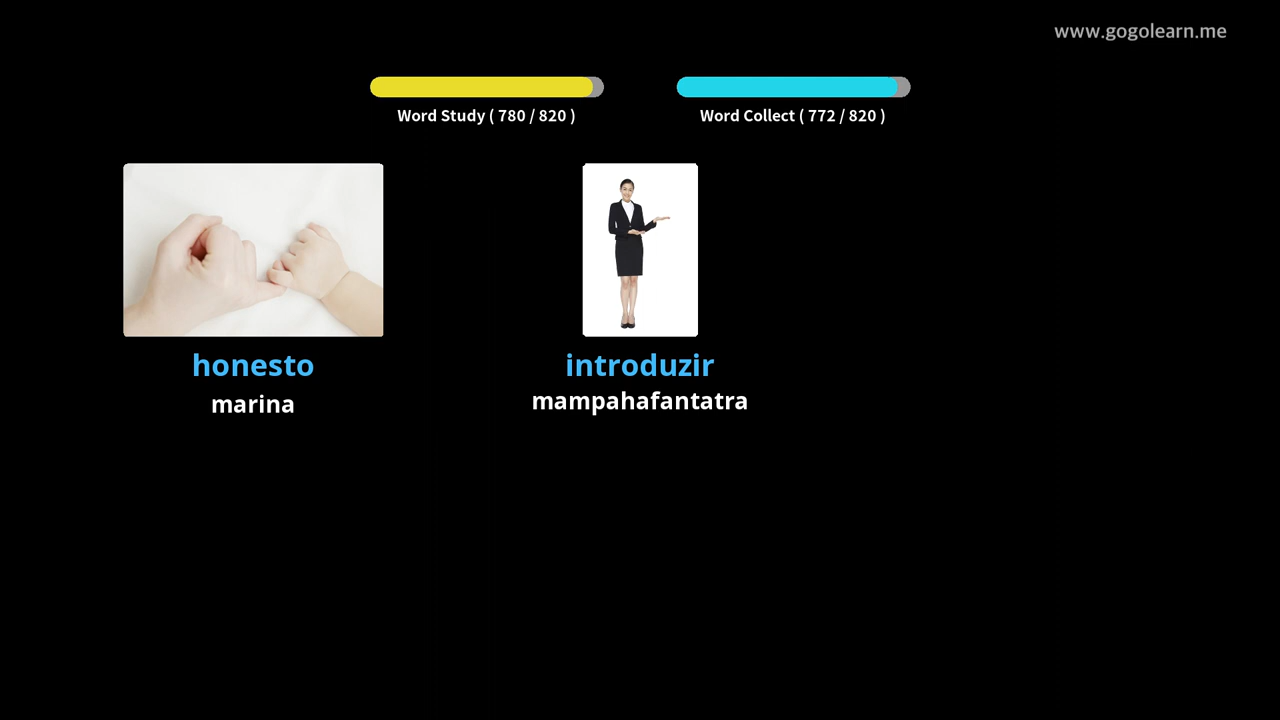 www.gogolearn.me
Word Study ( 780 / 820 )
Word Collect ( 772 / 820 )
honesto
marina
introduzir
mampahafantatra